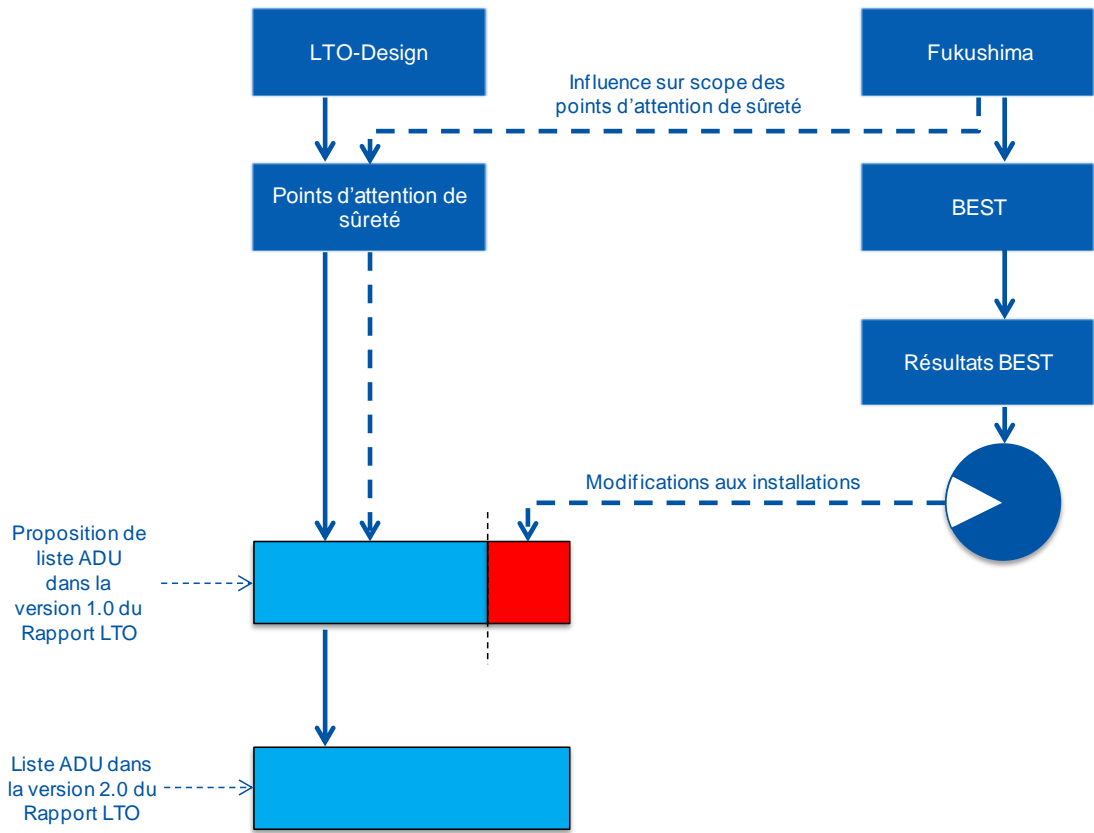 LTO-Design
Fukushima
Influence sur scope des
points d'attention de sûreté
Points d'attention de
sûreté
BEST
Résultats BEST
Modifications aux installations
Proposition de
liste ADU
dans la
version 1.0 du
Rapport LTO
Liste ADU dans
la version 2.0 du
Rapport LTO